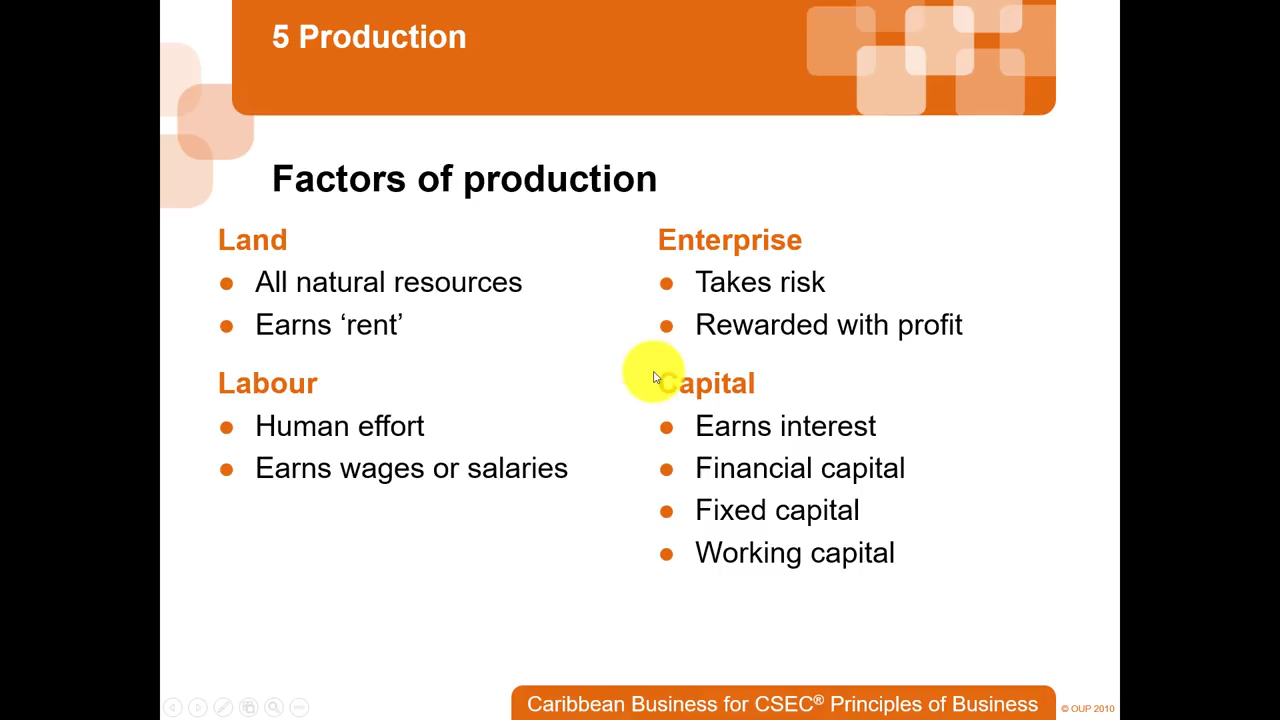 5 Production
Factors of production
Land
● All natural resources
● Earns ‘rent’
Labour
● Human effort
● Earns wages or salaries
Enterprise
● Takes risk
● Rewarded with profit
Capital
● Earns interest
● Financial capital
● Fixed capital
● Working capital
Caribbean Business for CSEC® Principles of Business
© OUP 2010